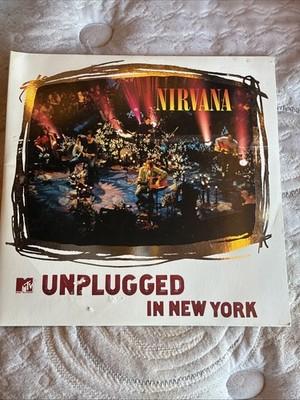 NIRVANA
MTV UNPLUGGED
IN NEW YORK